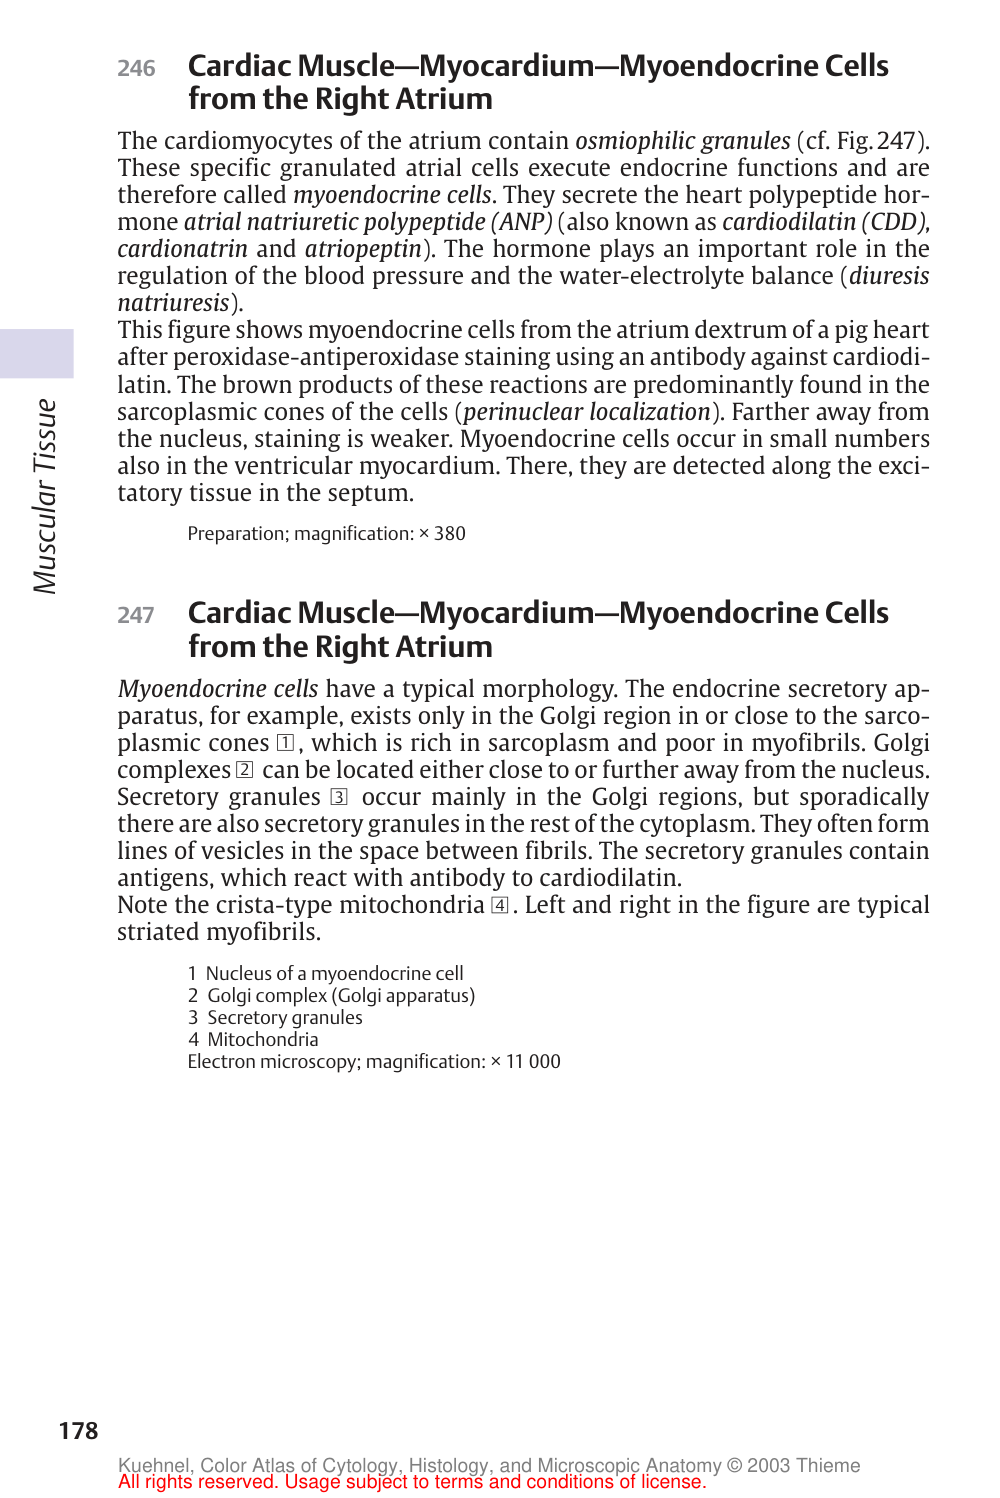 246 Cardiac Muscle—Myocardium—Myoendocrine Cells
from the Right Atrium
The cardiomyocytes of the atrium contain osmiophilic granules (cf. Fig. 247).
These specific granulated atrial cells execute endocrine functions and are
therefore called myoendocrine cells. They secrete the heart polypeptide hor-
mone atrial natriuretic polypeptide (ANP) (also known as cardiodilatin (CDD),
cardionatrin and atriopeptin). The hormone plays an important role in the
regulation of the blood pressure and the water-electrolyte balance (diuresis
natriuresis).
This figure shows myoendocrine cells from the atrium dextrum of a pig heart
after peroxidase-antiperoxidase staining using an antibody against cardiodi-
latin. The brown products of these reactions are predominantly found in the
sarcoplasmic cones of the cells (perinuclear localization). Farther away from
the nucleus, staining is weaker. Myoendocrine cells occur in small numbers
also in the ventricular myocardium. There, they are detected along the exci-
tatory tissue in the septum.
Preparation; magnification: × 380
Muscular Tissue
247 Cardiac Muscle—Myocardium—Myoendocrine Cells
from the Right Atrium
Myoendocrine cells have a typical morphology. The endocrine secretory ap-
paratus, for example, exists only in the Golgi region in or close to the sarco-
plasmic cones 1, which is rich in sarcoplasm and poor in myofibrils. Golgi
complexes 2 can be located either close to or further away from the nucleus.
Secretory granules 3 occur mainly in the Golgi regions, but sporadically
there are also secretory granules in the rest of the cytoplasm. They often form
lines of vesicles in the space between fibrils. The secretory granules contain
antigens, which react with antibody to cardiodilatin.
Note the crista-type mitochondria 4. Left and right in the figure are typical
striated myofibrils.
1 Nucleus of a myoendocrine cell
2 Golgi complex (Golgi apparatus)
3 Secretory granules
4 Mitochondria
Electron microscopy; magnification: × 11 000
178
Kuehnel, Color Atlas of Cytology, Histology, and Microscopic Anatomy © 2003 Thieme
All rights reserved. Usage subject to terms and conditions of license.